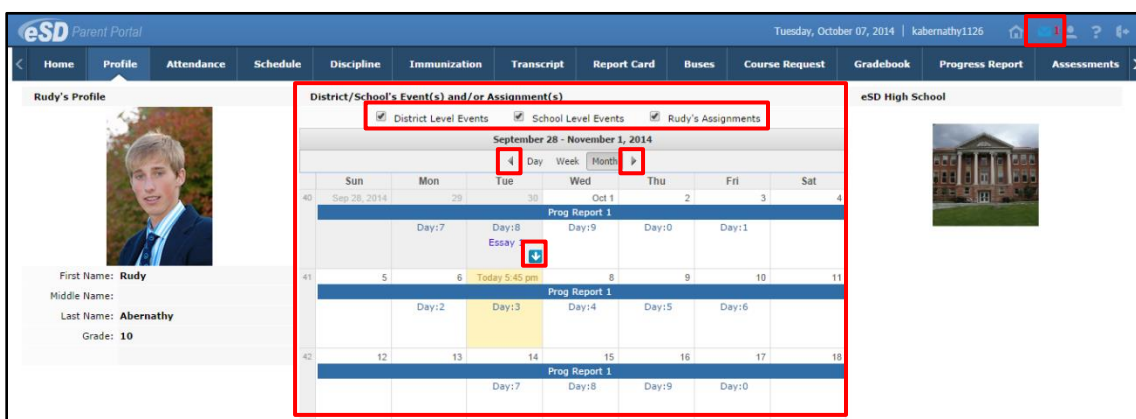 eSD Parent Portal
Tuesday, October 07, 2014 | kabernathy1126 1 ?
Home Profile Attendance Schedule Discipline Immunization Transcript Report Card Buses Course Request Gradebook Progress Report Assessments
Rudy's Profile
First Name: Rudy
Middle Name:
Last Name: Abernathy
Grade: 10
District/School's Event(s) and/or Assignment(s)
District Level Events School Level Events Rudy's Assignments
September 28 - November 1, 2014
Day Week Month
Sun Mon Tue Wed Thu Fri Sat
40 Sep 28, 2014 29 30 Oct 1 2 3 4
Prog Report 1
Day:7 Day:8 Day:9 Day:0 Day:1
Essay 1
41 5 6 Today 5:45 pm 8 9 10 11
Prog Report 1
Day:2 Day:3 Day:4 Day:5 Day:6
42 12 13 14 15 16 17 18
Prog Report 1
Day:7 Day:8 Day:9 Day:0
eSD High School